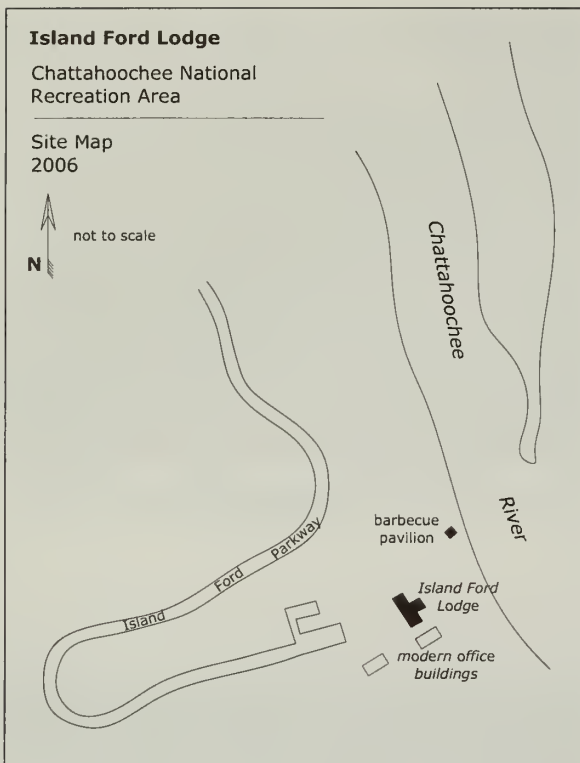 Island Ford Lodge
Chattahoochee National
Recreation Area
Site Map
2006
not to scale
N
Chattahoochee
River
barbecue
pavilion
Island Ford
Lodge
modern office
buildings
Island Ford Parkway